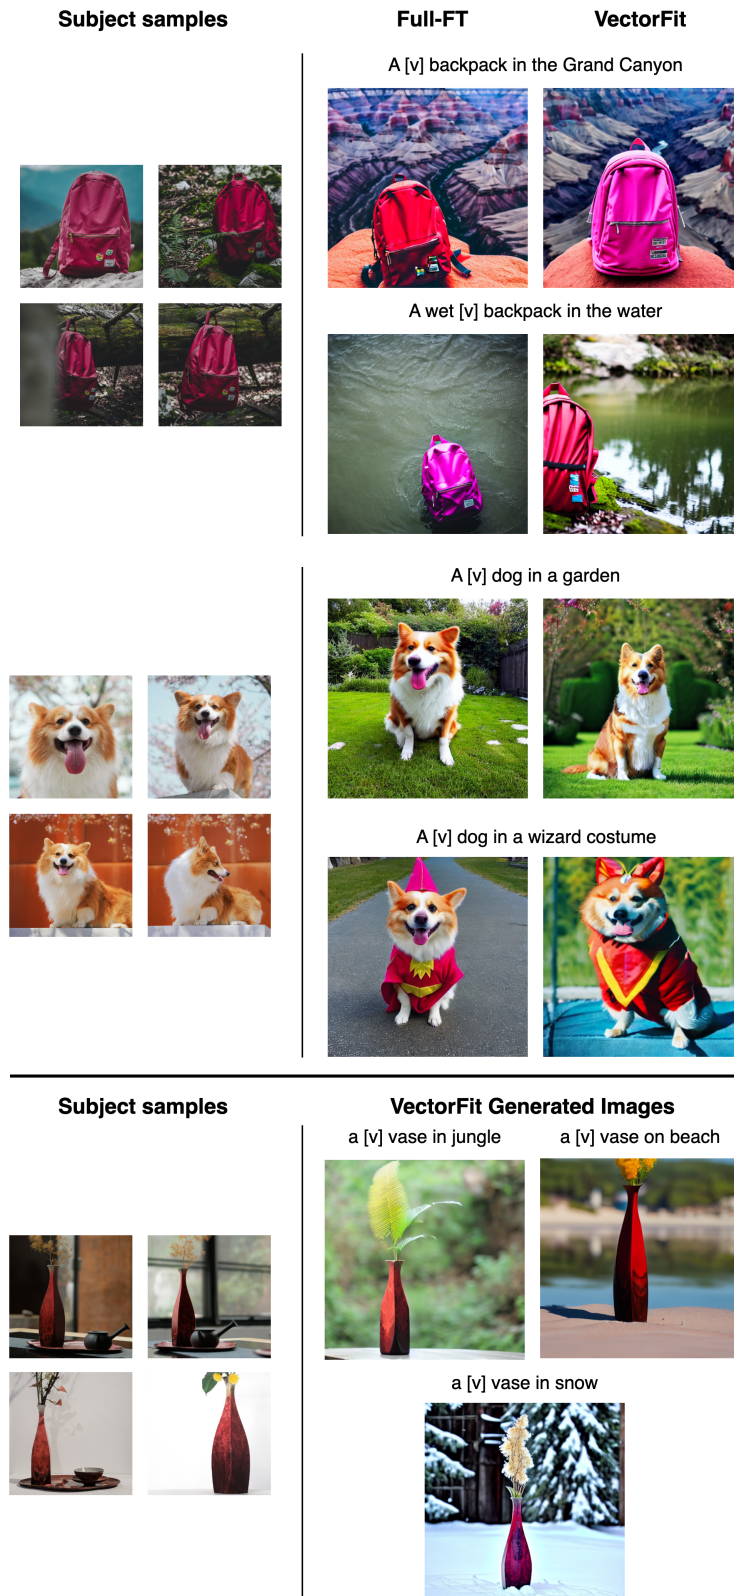 Subject samples
Full-FT
VectorFit
A [v] backpack in the Grand Canyon
A wet [v] backpack in the water
A [v] dog in a garden
A [v] dog in a wizard costume
Subject samples
VectorFit Generated Images
a [v] vase in jungle
a [v] vase on beach
a [v] vase in snow